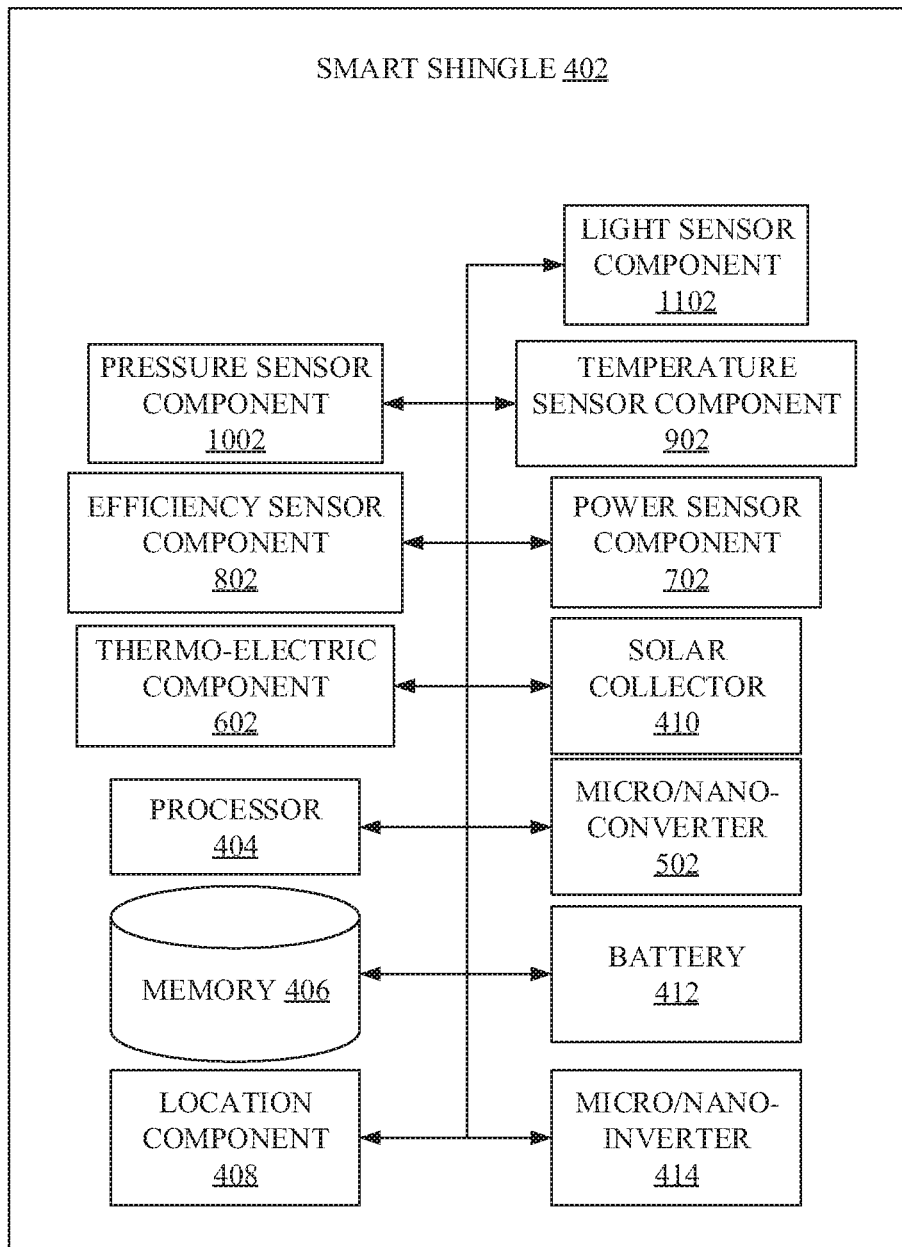 SMART SHINGLE 402
LIGHT SENSOR
COMPONENT
1102
PRESSURE SENSOR
COMPONENT
1002
TEMPERATURE
SENSOR COMPONENT
902
EFFICIENCY SENSOR
COMPONENT
802
POWER SENSOR
COMPONENT
702
THERMO-ELECTRIC
COMPONENT
602
SOLAR
COLLECTOR
410
PROCESSOR
404
MICRO/NANO-
CONVERTER
502
MEMORY 406
BATTERY
412
LOCATION
COMPONENT
408
MICRO/NANO-
INVERTER
414